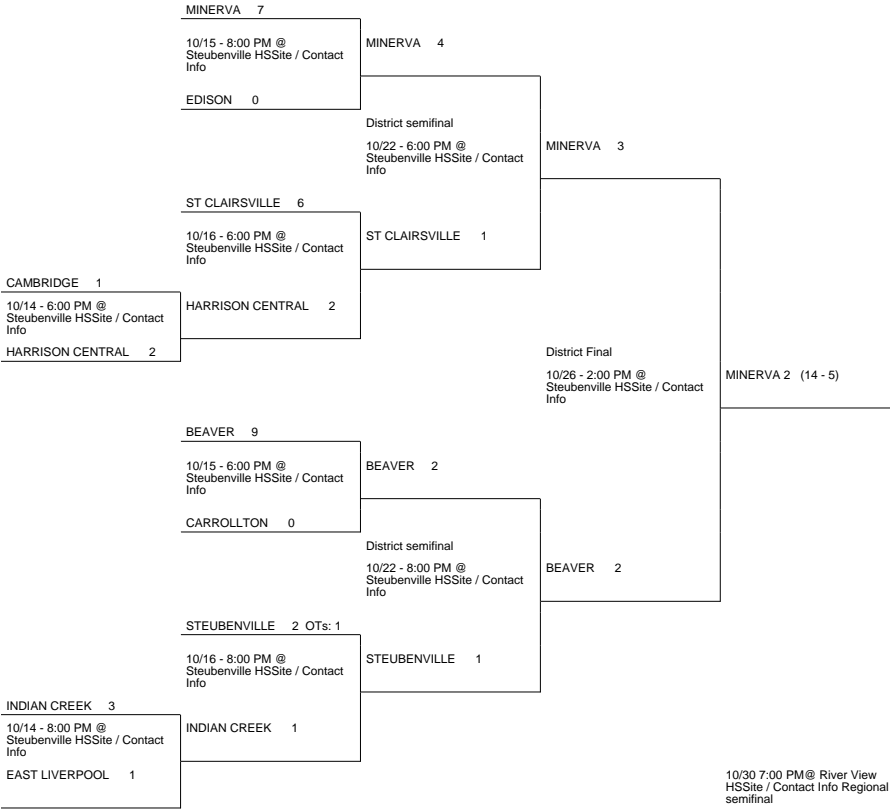 MINERVA 7
10/15 - 8:00 PM @
Steubenville HSSite / Contact
Info
MINERVA 4
EDISON 0
District semifinal
10/22 - 6:00 PM @
Steubenville HSSite / Contact
Info
MINERVA 3
ST CLAIRSVILLE 6
10/16 - 6:00 PM @
Steubenville HSSite / Contact
Info
ST CLAIRSVILLE 1
CAMBRIDGE 1
10/14 - 6:00 PM @
Steubenville HSSite / Contact
Info
HARRISON CENTRAL 2
HARRISON CENTRAL 2
District Final
10/26 - 2:00 PM @
Steubenville HSSite / Contact
Info
MINERVA 2 (14 - 5)
BEAVER 9
10/15 - 6:00 PM @
Steubenville HSSite / Contact
Info
BEAVER 2
CARROLLTON 0
District semifinal
10/22 - 8:00 PM @
Steubenville HSSite / Contact
Info
BEAVER 2
STEUBENVILLE 2 OTs: 1
10/16 - 8:00 PM @
Steubenville HSSite / Contact
Info
STEUBENVILLE 1
INDIAN CREEK 3
10/14 - 8:00 PM @
Steubenville HSSite / Contact
Info
INDIAN CREEK 1
EAST LIVERPOOL 1
10/30 7:00 PM@ River View
HSSite / Contact Info Regional
semifinal